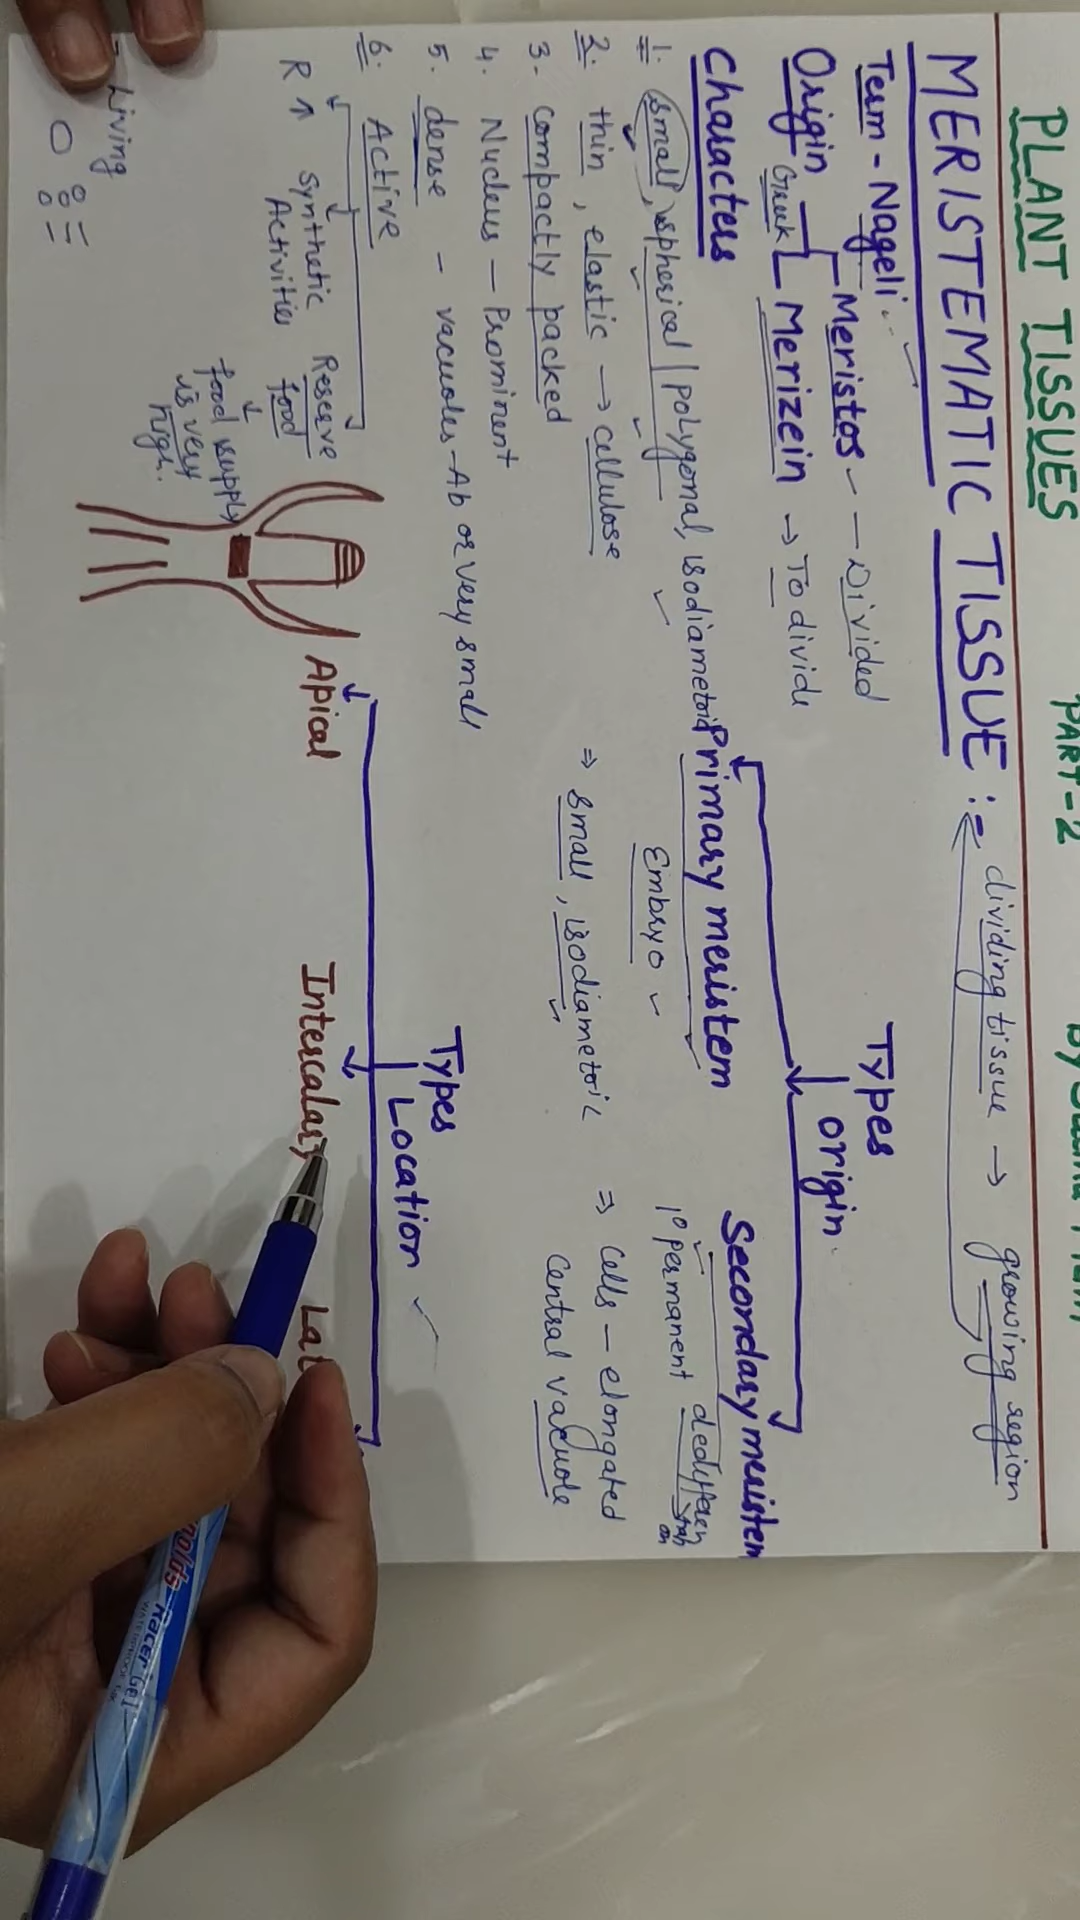 PLANT TISSUES PART-2
MERISTEMATIC TISSUE :- dividing tissue → growing region
Term - Nageli..
Origin Meristos - - Divided
Greek Merizein → To divide
Characters
1. small, spherical / polygonal, isodiametric
2. thin, elastic → cellulose
3. compactly packed
4. Nucleus - Prominent
5. dense - vacuoles - Ab or very small
6. Active
R ↑ synthetic Activities
Reserve food
food supply is very high.
- Living
Types
Origin
Primary meristem
Embryo
⇒ small, isodiametric
Secondary meristem
1° permanent dedifferen
⇒ cells - elongated
Central vacuole
Types
Location
Apical Intercalary Lat
Racer Gel